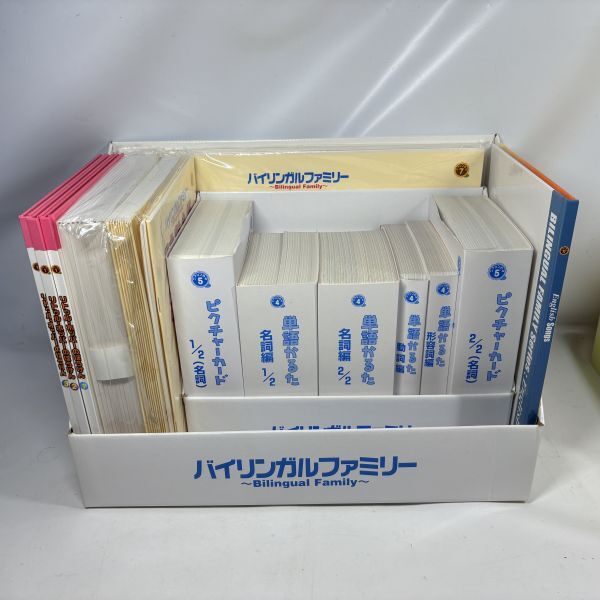 バイリンガルファミリー
～Bilingual Family～
7
5
ピクチャーカード
1/2(名詞)
4
単語かるた
名詞編
1/2
4
単語かるた
名詞編
2/2
4
単語かるた
動詞編
4
単語かるた
形容詞編
5
ピクチャーカード
2/2(名詞)
English Songs
バイリンガルファミリー
～Bilingual Family～